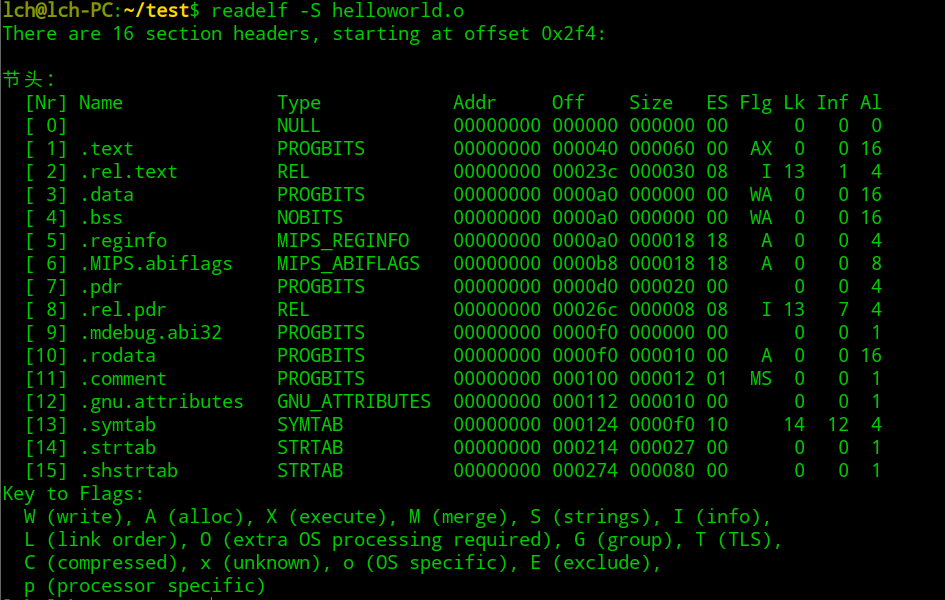 lch@lch-PC:~/test$ readelf -S helloworld.o
There are 16 section headers, starting at offset 0x2f4:

节头：
  [Nr] Name              Type            Addr     Off    Size   ES Flg Lk Inf Al
  [ 0]                   NULL            00000000 000000 000000 00      0   0  0
  [ 1] .text             PROGBITS        00000000 000040 000060 00  AX  0   0 16
  [ 2] .rel.text         REL             00000000 00023c 000030 08   I 13   1  4
  [ 3] .data             PROGBITS        00000000 0000a0 000000 00  WA  0   0 16
  [ 4] .bss              NOBITS          00000000 0000a0 000000 00  WA  0   0 16
  [ 5] .reginfo          MIPS_REGINFO    00000000 0000a0 000018 18   A  0   0  4
  [ 6] .MIPS.abiflags    MIPS_ABIFLAGS   00000000 0000b8 000018 18   A  0   0  8
  [ 7] .pdr              PROGBITS        00000000 0000d0 000020 00      0   0  4
  [ 8] .rel.pdr          REL             00000000 00026c 000008 08   I 13   7  4
  [ 9] .mdebug.abi32     PROGBITS        00000000 0000f0 000000 00      0   0  1
  [10] .rodata           PROGBITS        00000000 0000f0 000010 00   A  0   0 16
  [11] .comment          PROGBITS        00000000 000100 000012 01  MS  0   0  1
  [12] .gnu.attributes   GNU_ATTRIBUTES  00000000 000112 000010 00      0   0  1
  [13] .symtab           SYMTAB          00000000 000124 0000f0 10     14  12  4
  [14] .strtab           STRTAB          00000000 000214 000027 00      0   0  1
  [15] .shstrtab         STRTAB          00000000 000274 000080 00      0   0  1
Key to Flags:
  W (write), A (alloc), X (execute), M (merge), S (strings), I (info),
  L (link order), O (extra OS processing required), G (group), T (TLS),
  C (compressed), x (unknown), o (OS specific), E (exclude),
  p (processor specific)